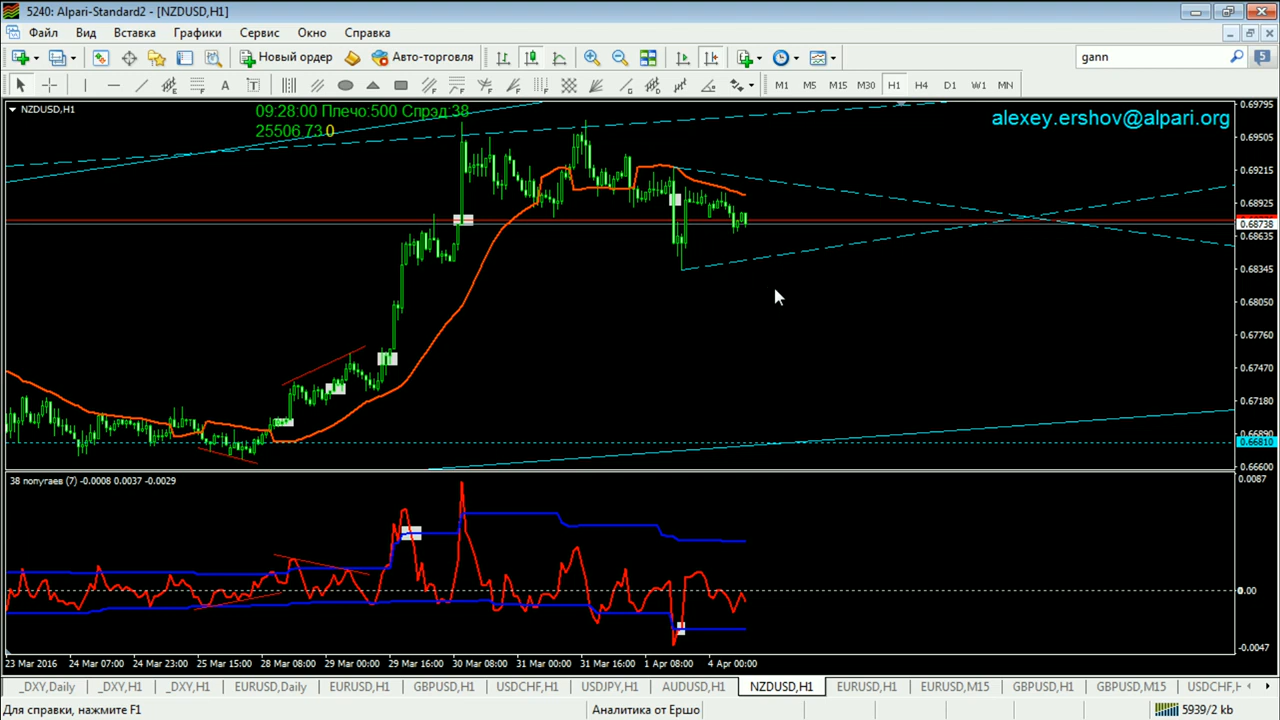 5240: Alpari-Standard2 - [NZDUSD,H1]
Файл Вид Вставка Графики Сервис Окно Справка
Новый ордер Авто-торговля gann 5
A T M1 M5 M15 M30 H1 H4 D1 W1 MN
NZDUSD,H1
09:28:00 Плечо:500 Спрэд:38
25506.73 0
alexey.ershov@alpari.org
0.69795
0.69505
0.69215
0.68925
0.68738
0.68635
0.68345
0.68055
0.67765
0.67470
0.67180
0.66890
0.66810
0.66600
38 попугаев (7) -0.0008 0.0037 -0.0029
0.0087
0.00
-0.0047
23 Mar 2016 24 Mar 07:00 24 Mar 23:00 25 Mar 15:00 28 Mar 08:00 29 Mar 00:00 29 Mar 16:00 30 Mar 08:00 31 Mar 00:00 31 Mar 16:00 1 Apr 08:00 4 Apr 00:00
_DXY,Daily _DXY,H1 _DXY,H1 EURUSD,Daily EURUSD,H1 GBPUSD,H1 USDCHF,H1 USDJPY,H1 AUDUSD,H1 NZDUSD,H1 EURUSD,H1 EURUSD,M15 GBPUSD,H1 GBPUSD,M15 USDCHF,H
Для справки, нажмите F1 Аналитика от Ершо 5939/2 kb